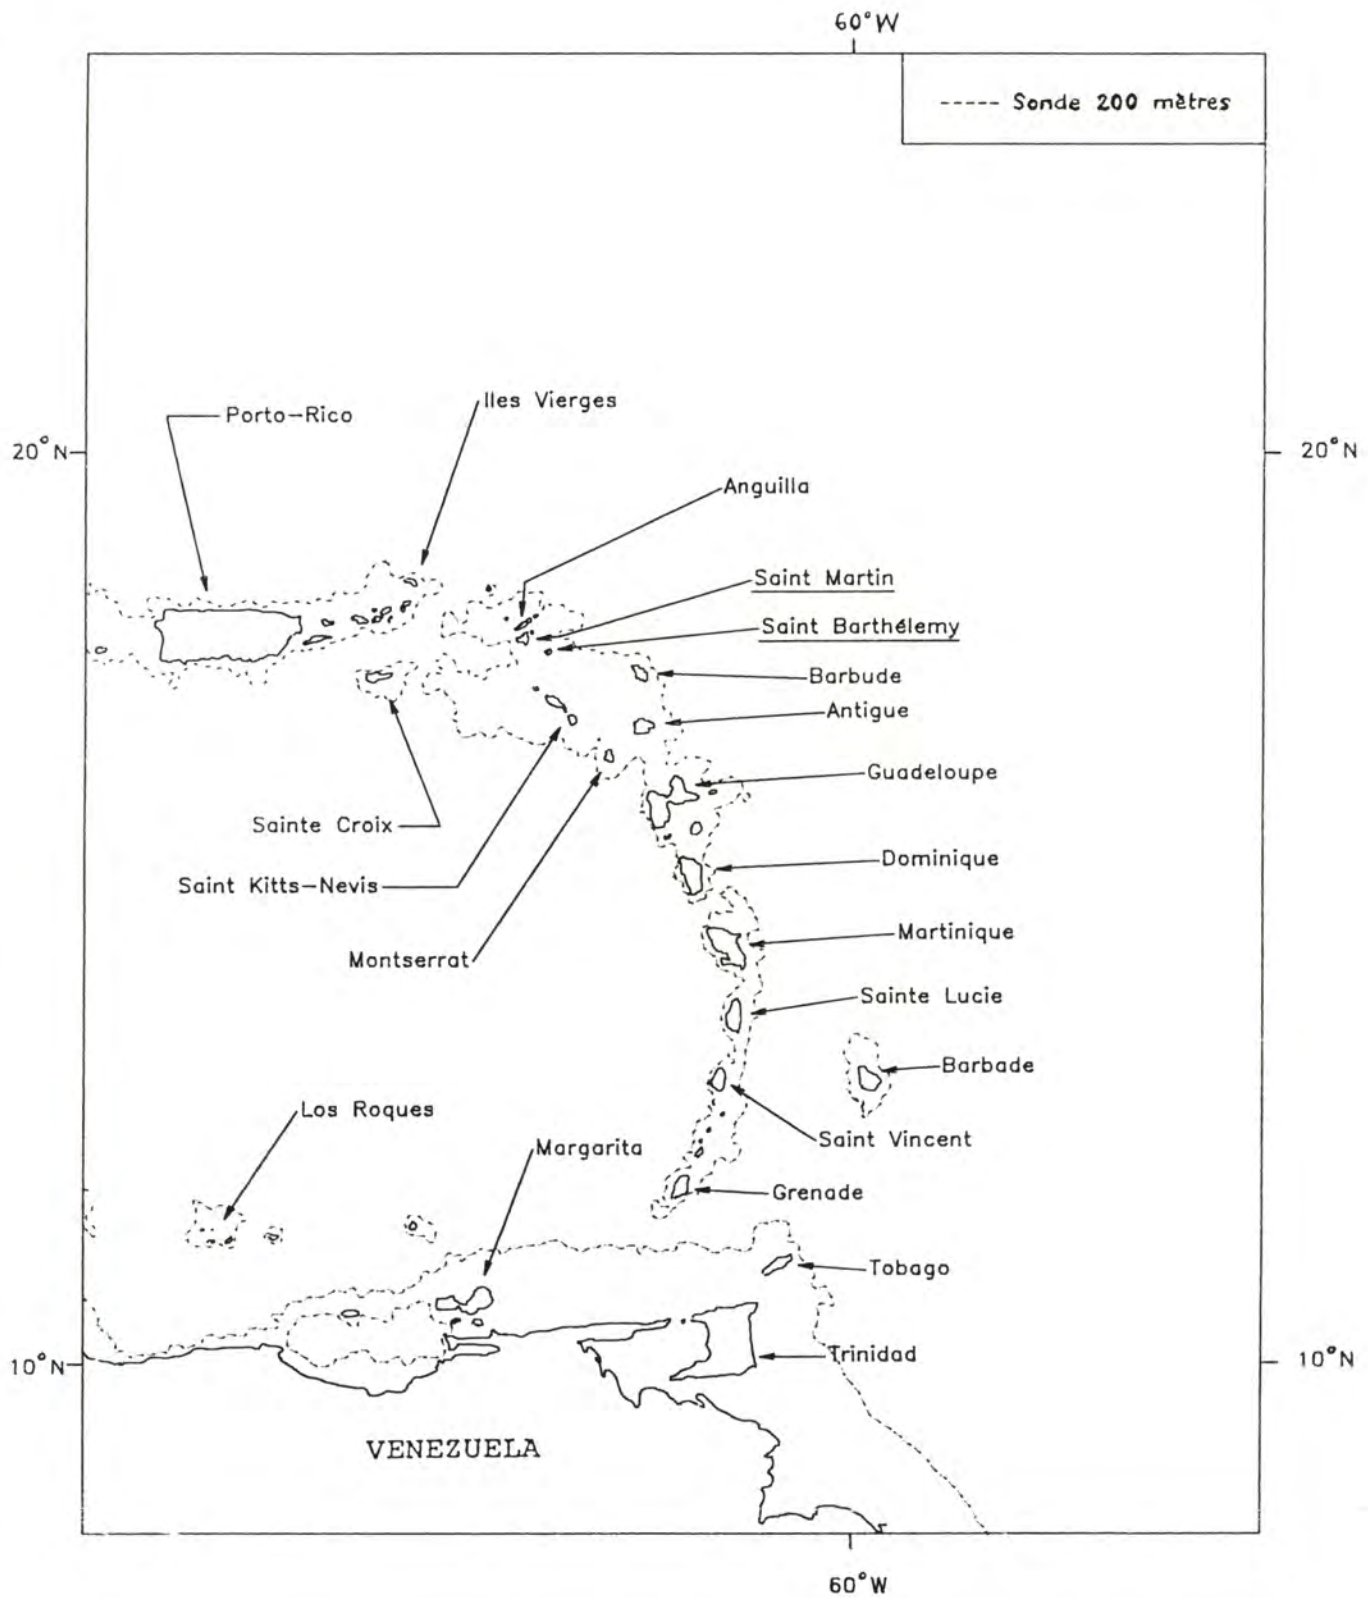 60°W
----- Sonde 200 mètres
Iles Vierges
Porto-Rico
20°N
20°N
Anguilla
Saint Martin
Saint Barthélemy
Barbude
Antigue
Guadeloupe
Sainte Croix
Dominique
Saint Kitts-Nevis
Martinique
Montserrat
Sainte Lucie
Barbade
Los Roques
Saint Vincent
Margarita
Grenade
Tobago
Trinidad
10°N
10°N
VENEZUELA
60°W